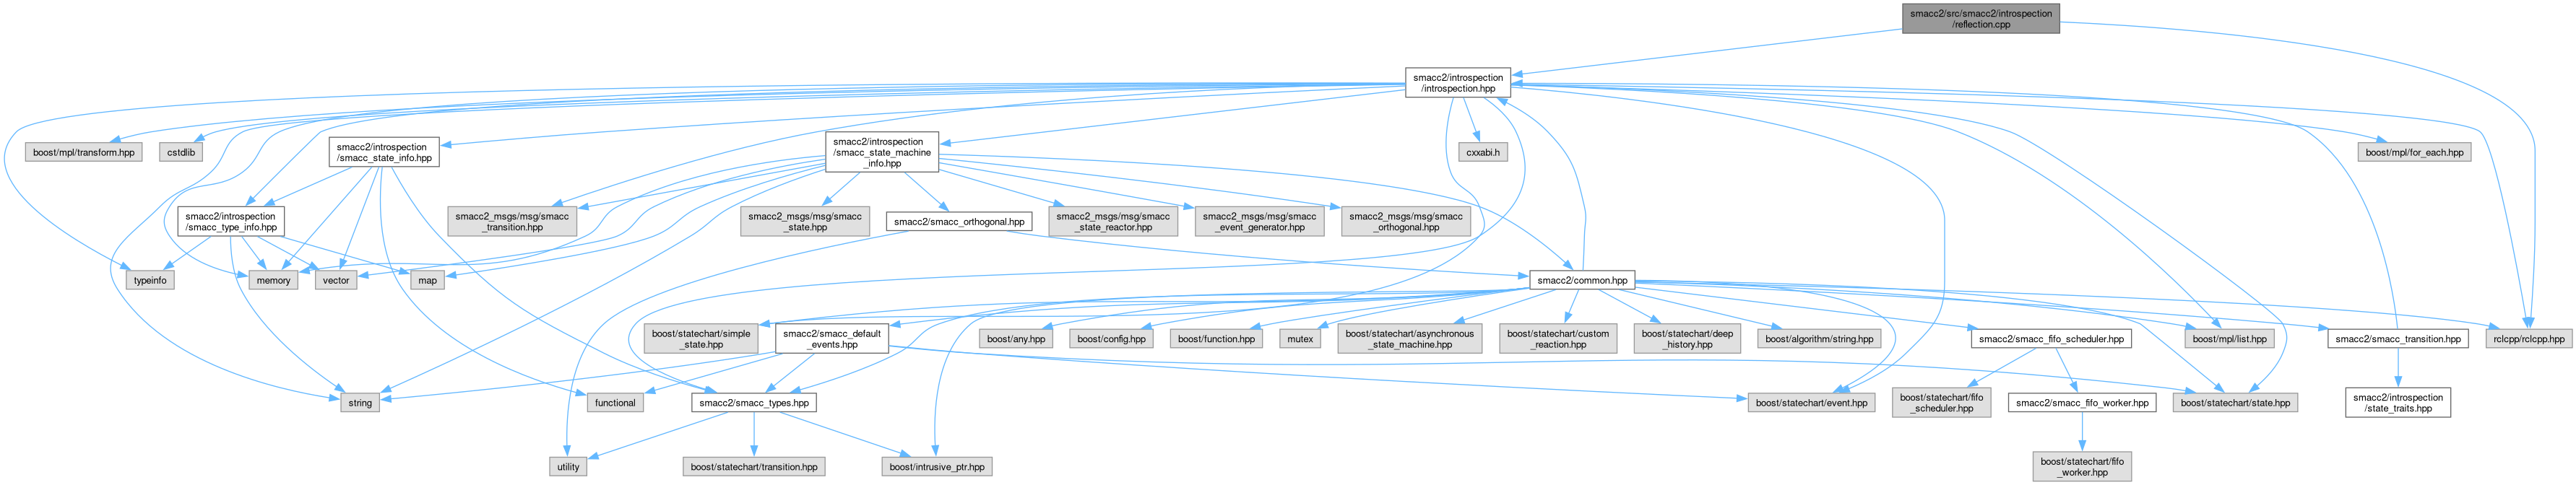 smacc2/src/smacc2/introspection
/reflection.cpp
smacc2/introspection
/introspection.hpp
boost/mpl/transform.hpp
cstdlib
smacc2/introspection
/smacc_state_info.hpp
smacc2/introspection
/smacc_state_machine
_info.hpp
cxxabi.h
boost/mpl/for_each.hpp
smacc2/introspection
/smacc_type_info.hpp
smacc2_msgs/msg/smacc
_transition.hpp
smacc2_msgs/msg/smacc
_state.hpp
smacc2/smacc_orthogonal.hpp
smacc2_msgs/msg/smacc
_state_reactor.hpp
smacc2_msgs/msg/smacc
_event_generator.hpp
smacc2_msgs/msg/smacc
_orthogonal.hpp
typeinfo
memory
vector
map
smacc2/common.hpp
boost/statechart/simple
_state.hpp
smacc2/smacc_default
_events.hpp
boost/any.hpp
boost/config.hpp
boost/function.hpp
mutex
boost/statechart/asynchronous
_state_machine.hpp
boost/statechart/custom
_reaction.hpp
boost/statechart/deep
_history.hpp
boost/algorithm/string.hpp
smacc2/smacc_fifo_scheduler.hpp
boost/mpl/list.hpp
smacc2/smacc_transition.hpp
rclcpp/rclcpp.hpp
string
functional
smacc2/smacc_types.hpp
boost/statechart/event.hpp
boost/statechart/fifo
_scheduler.hpp
smacc2/smacc_fifo_worker.hpp
boost/statechart/state.hpp
smacc2/introspection
/state_traits.hpp
utility
boost/statechart/transition.hpp
boost/intrusive_ptr.hpp
boost/statechart/fifo
_worker.hpp